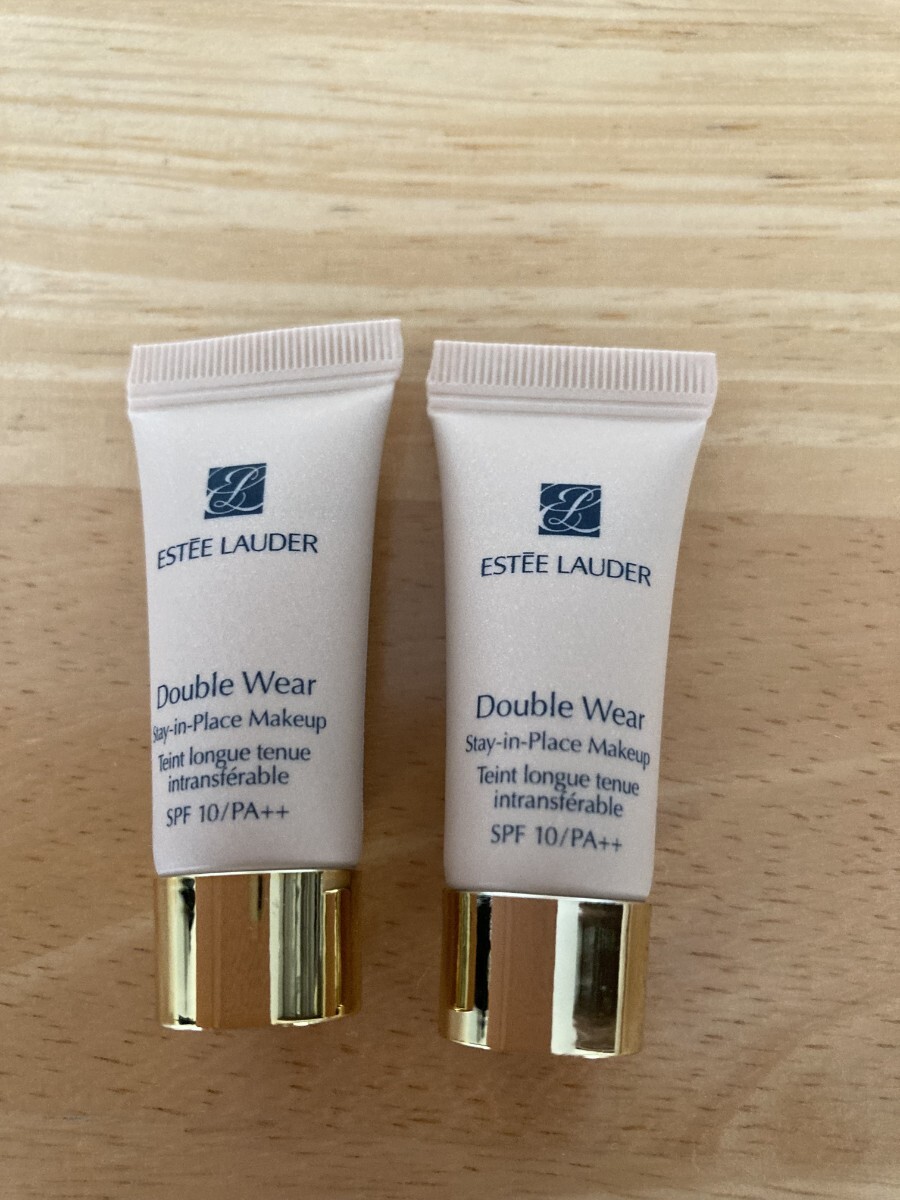 ESTĒE LAUDER
Double Wear
Stay-in-Place Makeup
Teint longue tenue
intransférable
SPF 10/PA++
ESTĒE LAUDER
Double Wear
Stay-in-Place Makeup
Teint longue tenue
intransférable
SPF 10/PA++